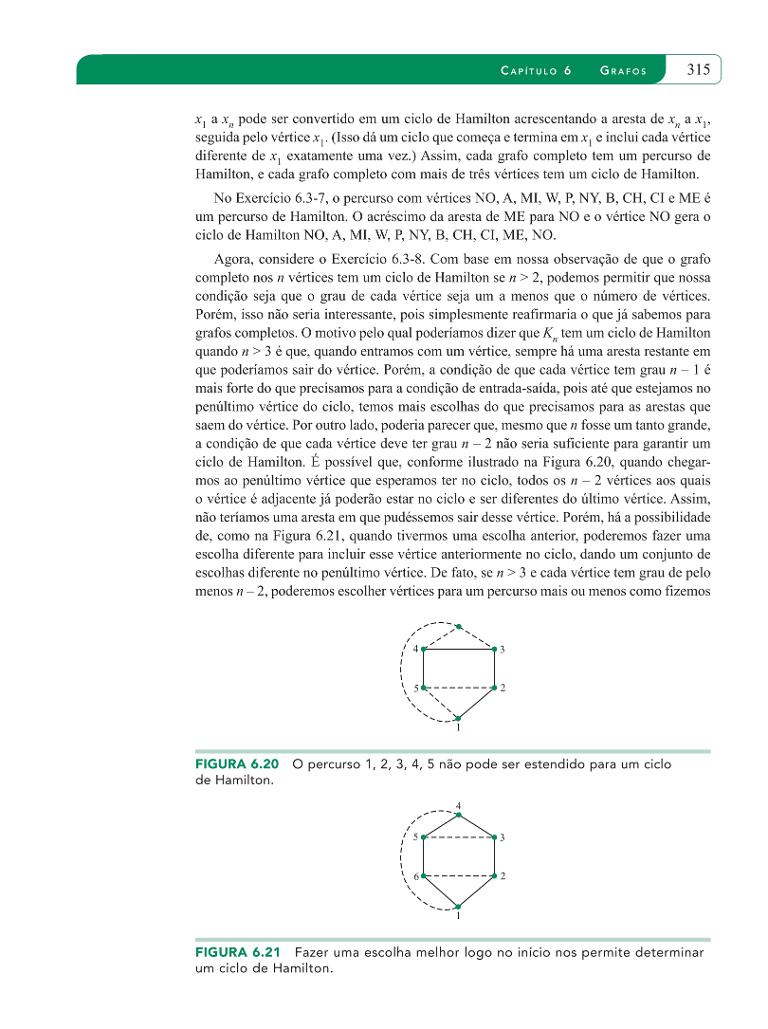 CAPÍTULO 6 GRAFOS 315
x1 a xn pode ser convertido em um ciclo de Hamilton acrescentando a aresta de xn a x1,
seguida pelo vértice x1. (Isso dá um ciclo que começa e termina em x1 e inclui cada vértice
diferente de x1 exatamente uma vez.) Assim, cada grafo completo tem um percurso de
Hamilton, e cada grafo completo com mais de três vértices tem um ciclo de Hamilton.
No Exercício 6.3-7, o percurso com vértices NO, A, MI, W, P, NY, B, CH, CI e ME é
um percurso de Hamilton. O acréscimo da aresta de ME para NO e o vértice NO gera o
ciclo de Hamilton NO, A, MI, W, P, NY, B, CH, CI, ME, NO.
Agora, considere o Exercício 6.3-8. Com base em nossa observação de que o grafo
completo nos n vértices tem um ciclo de Hamilton se n > 2, podemos permitir que nossa
condição seja que o grau de cada vértice seja um a menos que o número de vértices.
Porém, isso não seria interessante, pois simplesmente reafirmaria o que já sabemos para
grafos completos. O motivo pelo qual poderíamos dizer que Kn tem um ciclo de Hamilton
quando n > 3 é que, quando entramos com um vértice, sempre há uma aresta restante em
que poderíamos sair do vértice. Porém, a condição de que cada vértice tem grau n – 1 é
mais forte do que precisamos para a condição de entrada-saída, pois até que estejamos no
penúltimo vértice do ciclo, temos mais escolhas do que precisamos para as arestas que
saem do vértice. Por outro lado, poderia parecer que, mesmo que n fosse um tanto grande,
a condição de que cada vértice deve ter grau n – 2 não seria suficiente para garantir um
ciclo de Hamilton. É possível que, conforme ilustrado na Figura 6.20, quando chegar-
mos ao penúltimo vértice que esperamos ter no ciclo, todos os n – 2 vértices aos quais
o vértice é adjacente já poderão estar no ciclo e ser diferentes do último vértice. Assim,
não teríamos uma aresta em que pudéssemos sair desse vértice. Porém, há a possibilidade
de, como na Figura 6.21, quando tivermos uma escolha anterior, poderemos fazer uma
escolha diferente para incluir esse vértice anteriormente no ciclo, dando um conjunto de
escolhas diferente no penúltimo vértice. De fato, se n > 3 e cada vértice tem grau de pelo
menos n – 2, poderemos escolher vértices para um percurso mais ou menos como fizemos
4 3
5 2
1
FIGURA 6.20 O percurso 1, 2, 3, 4, 5 não pode ser estendido para um ciclo
de Hamilton.
4
5 3
6 2
1
FIGURA 6.21 Fazer uma escolha melhor logo no início nos permite determinar
um ciclo de Hamilton.